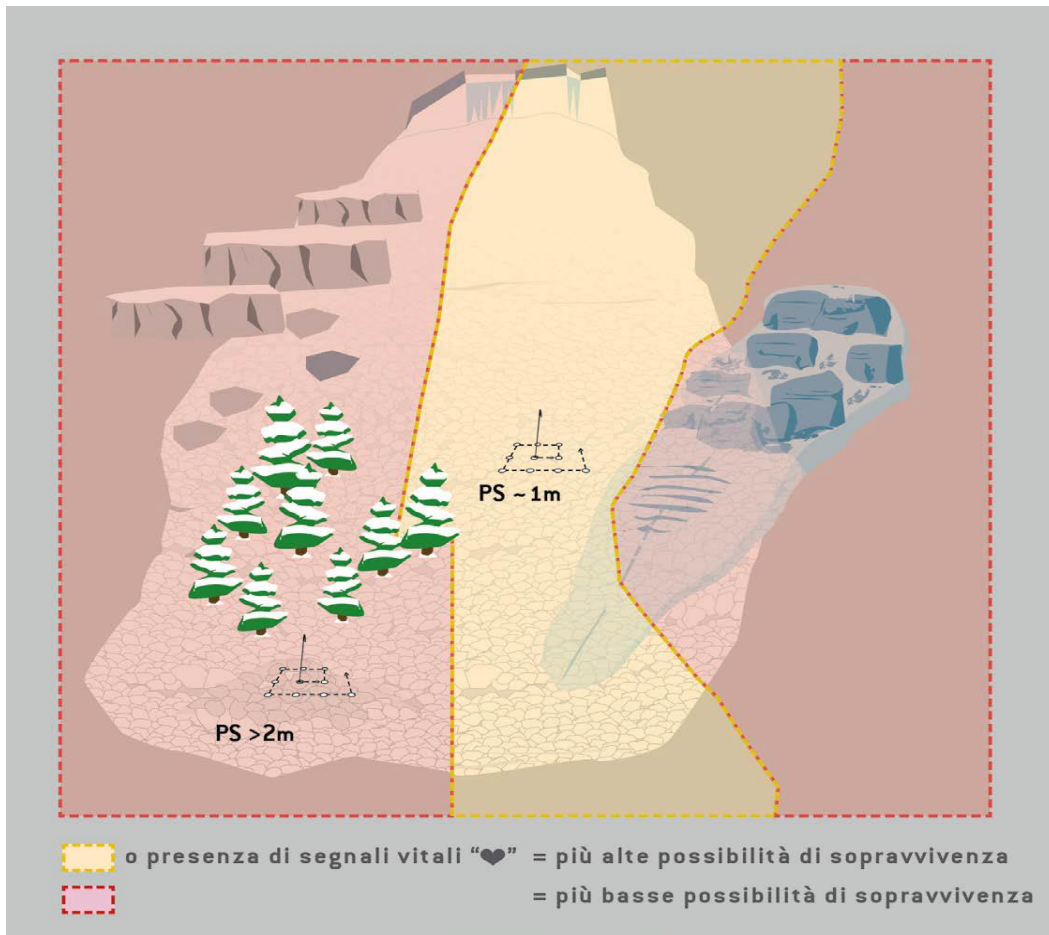 PS ~ 1m
PS >2m
o presenza di segnali vitali “❤” = più alte possibilità di sopravvivenza
= più basse possibilità di sopravvivenza